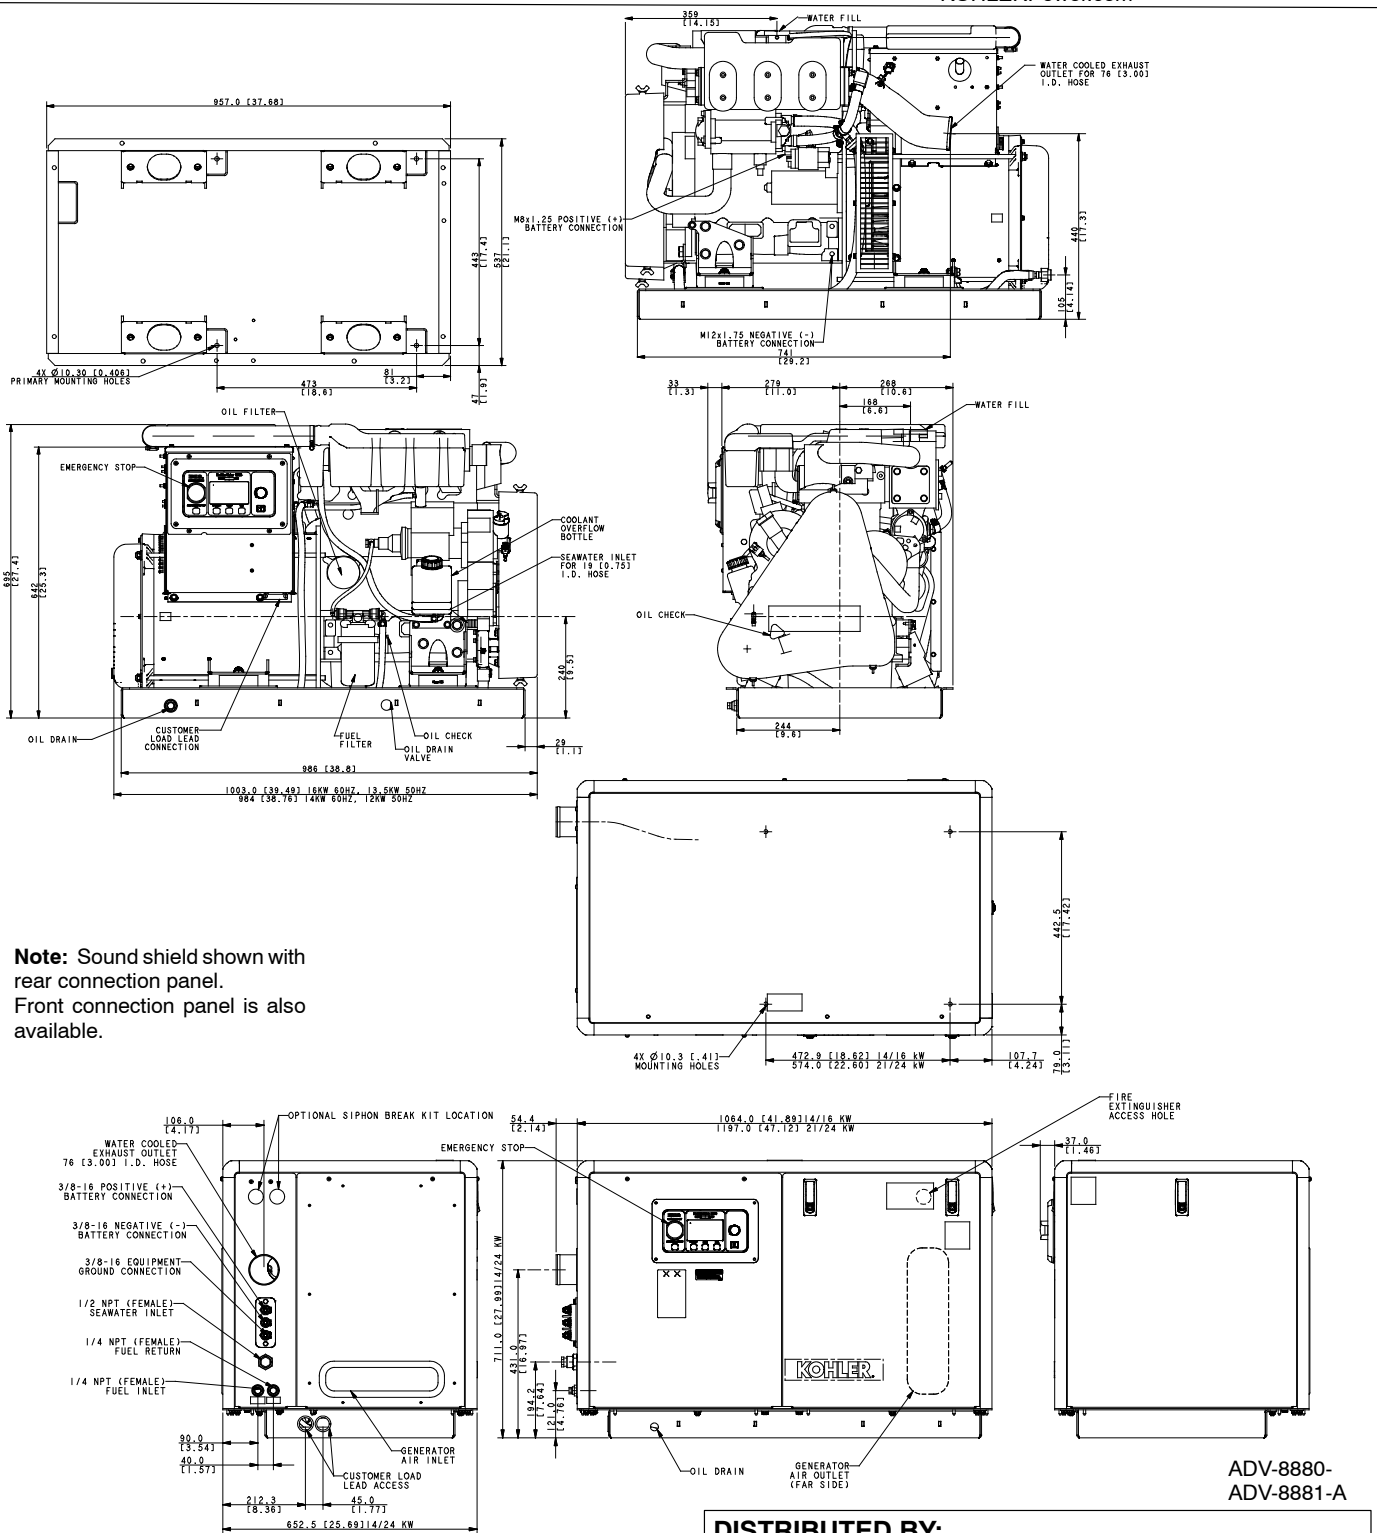 359
[14.15]
WATER FILL
WATER COOLED EXHAUST
OUTLET FOR 76 [3.00]
I.D. HOSE
957.0 [37.68]
443
[17.4]
537
[21.1]
M8x1.25 POSITIVE (+)
BATTERY CONNECTION
440
[17.3]
105
[4.14]
M12x1.75 NEGATIVE (-)
BATTERY CONNECTION
741
[29.2]
4X Ø10.30 [0.406]
PRIMARY MOUNTING HOLES
473
[18.6]
81
[3.2]
47
[1.9]
33
[1.3]
279
[11.0]
268
[10.6]
168
[6.6]
WATER FILL
OIL FILTER
EMERGENCY STOP
COOLANT
OVERFLOW
BOTTLE
SEAWATER INLET
FOR 19 [0.75]
I.D. HOSE
695
[27.4]
642
[25.3]
240
[9.5]
OIL CHECK
OIL DRAIN
CUSTOMER
LOAD LEAD
CONNECTION
FUEL
FILTER
OIL CHECK
OIL DRAIN
VALVE
29
[1.1]
244
[9.6]
986 [38.8]
1003.0 [39.49] 16KW 60HZ, 13.5KW 50HZ
984 [38.76] 14KW 60HZ, 12KW 50HZ
442.5
[17.42]
79.0
[3.11]
4X Ø10.3 [.41]
MOUNTING HOLES
472.9 [18.62] 14/16 kW
574.0 [22.60] 21/24 kW
107.7
[4.24]
Note: Sound shield shown with
rear connection panel.
Front connection panel is also
available.
106.0
[4.17]
OPTIONAL SIPHON BREAK KIT LOCATION
WATER COOLED
EXHAUST OUTLET
76 [3.00] I.D. HOSE
3/8-16 POSITIVE (+)
BATTERY CONNECTION
3/8-16 NEGATIVE (-)
BATTERY CONNECTION
3/8-16 EQUIPMENT
GROUND CONNECTION
1/2 NPT (FEMALE)
SEAWATER INLET
1/4 NPT (FEMALE)
FUEL RETURN
1/4 NPT (FEMALE)
FUEL INLET
90.0
[3.54]
40.0
[1.57]
212.3
[8.36]
45.0
[1.77]
652.5 [25.69]14/24 KW
GENERATOR
AIR INLET
CUSTOMER LOAD
LEAD ACCESS
54.4
[2.14]
1064.0 [41.89]14/16 KW
1197.0 [47.12] 21/24 KW
EMERGENCY STOP
FIRE
EXTINGUISHER
ACCESS HOLE
37.0
[1.46]
711.0 [27.99]14/24 KW
431.0
[16.97]
194.2
[7.64]
121.0
[4.76]
XX
KOHLER.
OIL DRAIN
GENERATOR
AIR OUTLET
(FAR SIDE)
ADV-8880-
ADV-8881-A
DISTRIBUTED BY: